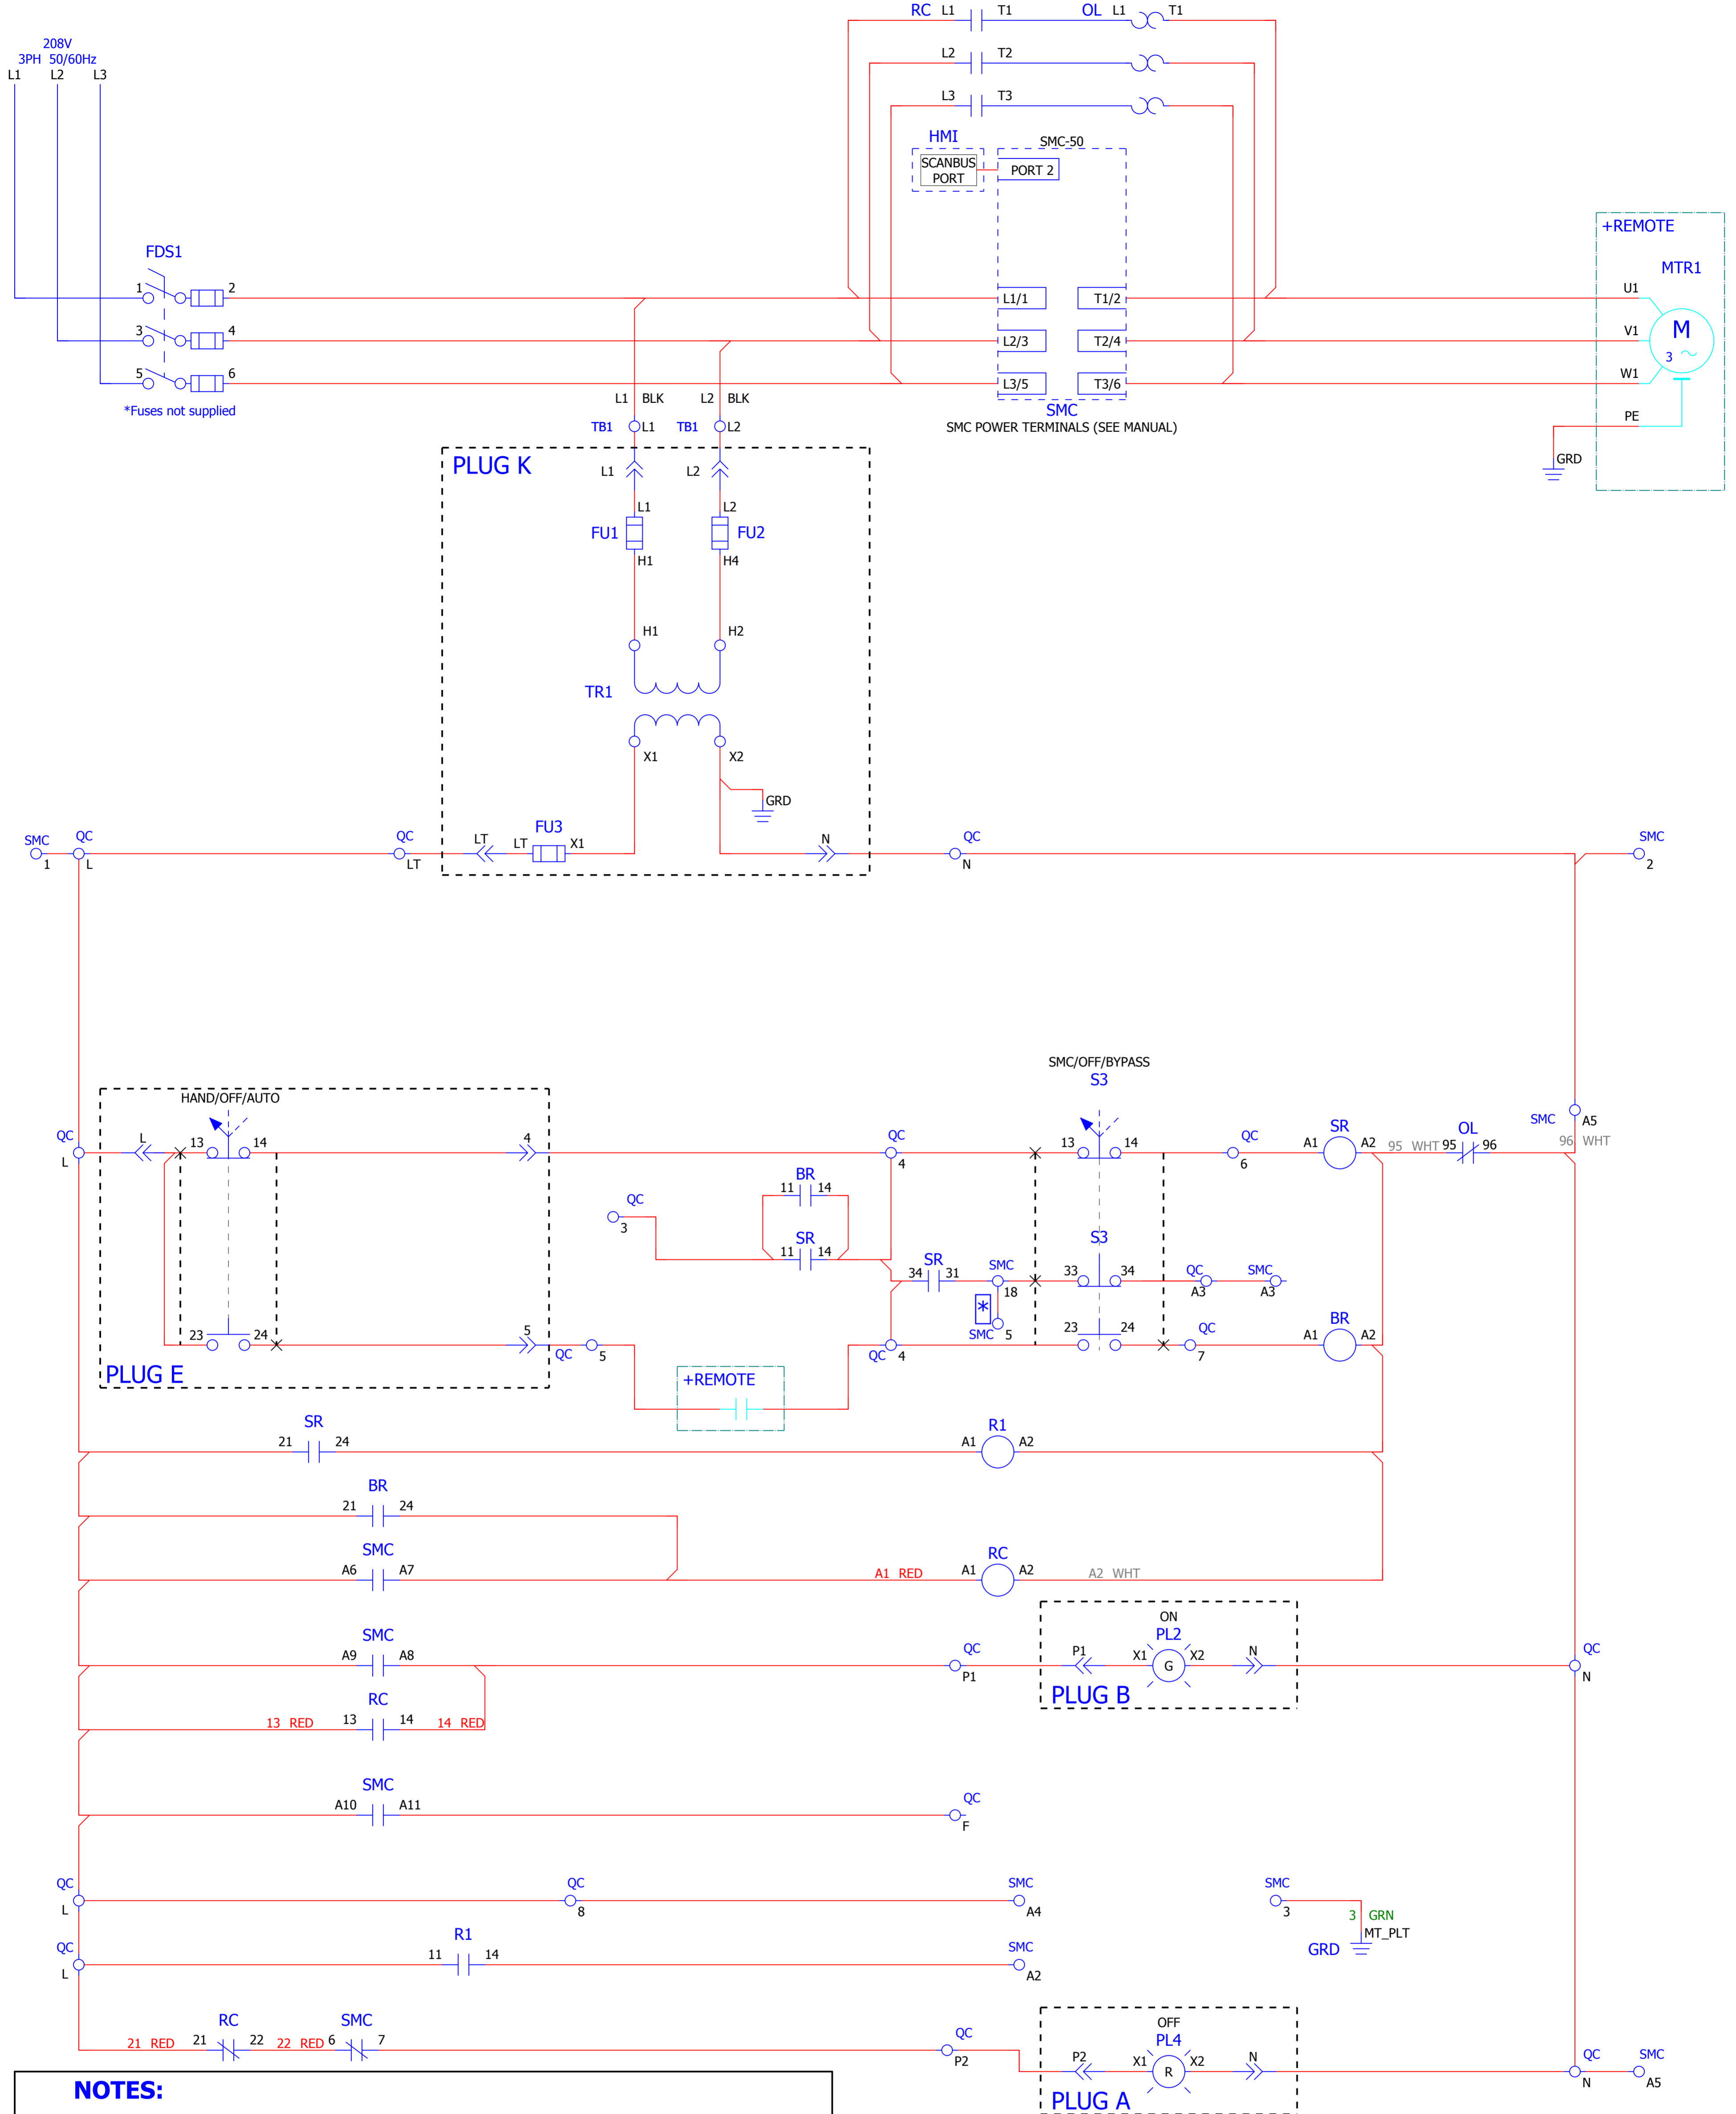 RC L1 T1 OL L1 T1
208V
3PH 50/60Hz
L1 L2 L3
L2 T2
L3 T3
HMI
SCANBUS
PORT
SMC-50
PORT 2
+REMOTE
MTR1
FDS1
1 2
L1/1 T1/2
U1
3 4
L2/3 T2/4
V1
M
3
5 6
L3/5 T3/6
W1
*Fuses not supplied
L1 BLK L2 BLK
SMC
SMC POWER TERMINALS (SEE MANUAL)
PE
GRD
TB1 L1 TB1 L2
PLUG K
L1 L2
L1 L2
FU1 FU2
H1 H4
H1 H2
TR1
X1 X2
GRD
SMC QC QC
1 L LT
LT LT FU3 X1
N
QC
N
SMC
2
SMC/OFF/BYPASS
S3
HAND/OFF/AUTO
QC
L
L 13 14
4
QC
4
13 14
QC
6
SR
A1 A2
95 WHT 95 OL 96
SMC A5
96 WHT
QC
3
BR
11 14
SR
11 14
SR
34 31
SMC
18
*
SMC 5
S3
33 34
QC
A3
SMC
A3
23 24
5
QC 5
QC 4
23 24
QC
7
BR
A1 A2
PLUG E
+REMOTE
SR
21 24
R1
A1 A2
BR
21 24
SMC
A6 A7
A1 RED
RC
A1 A2
A2 WHT
SMC
A9 A8
QC
P1
ON
PL2
P1 X1 G X2 N
PLUG B
QC
N
RC
13 RED 13 14 14 RED
SMC
A10 A11
QC
F
QC
L
QC
8
SMC
A4
SMC
3
3 GRN
MT_PLT
GRD
QC
L
R1
11 14
SMC
A2
RC SMC
21 RED 21 22 22 RED 6 7
QC
P2
OFF
PL4
P2 X1 R X2 N
PLUG A
QC
N
SMC
A5
NOTES: